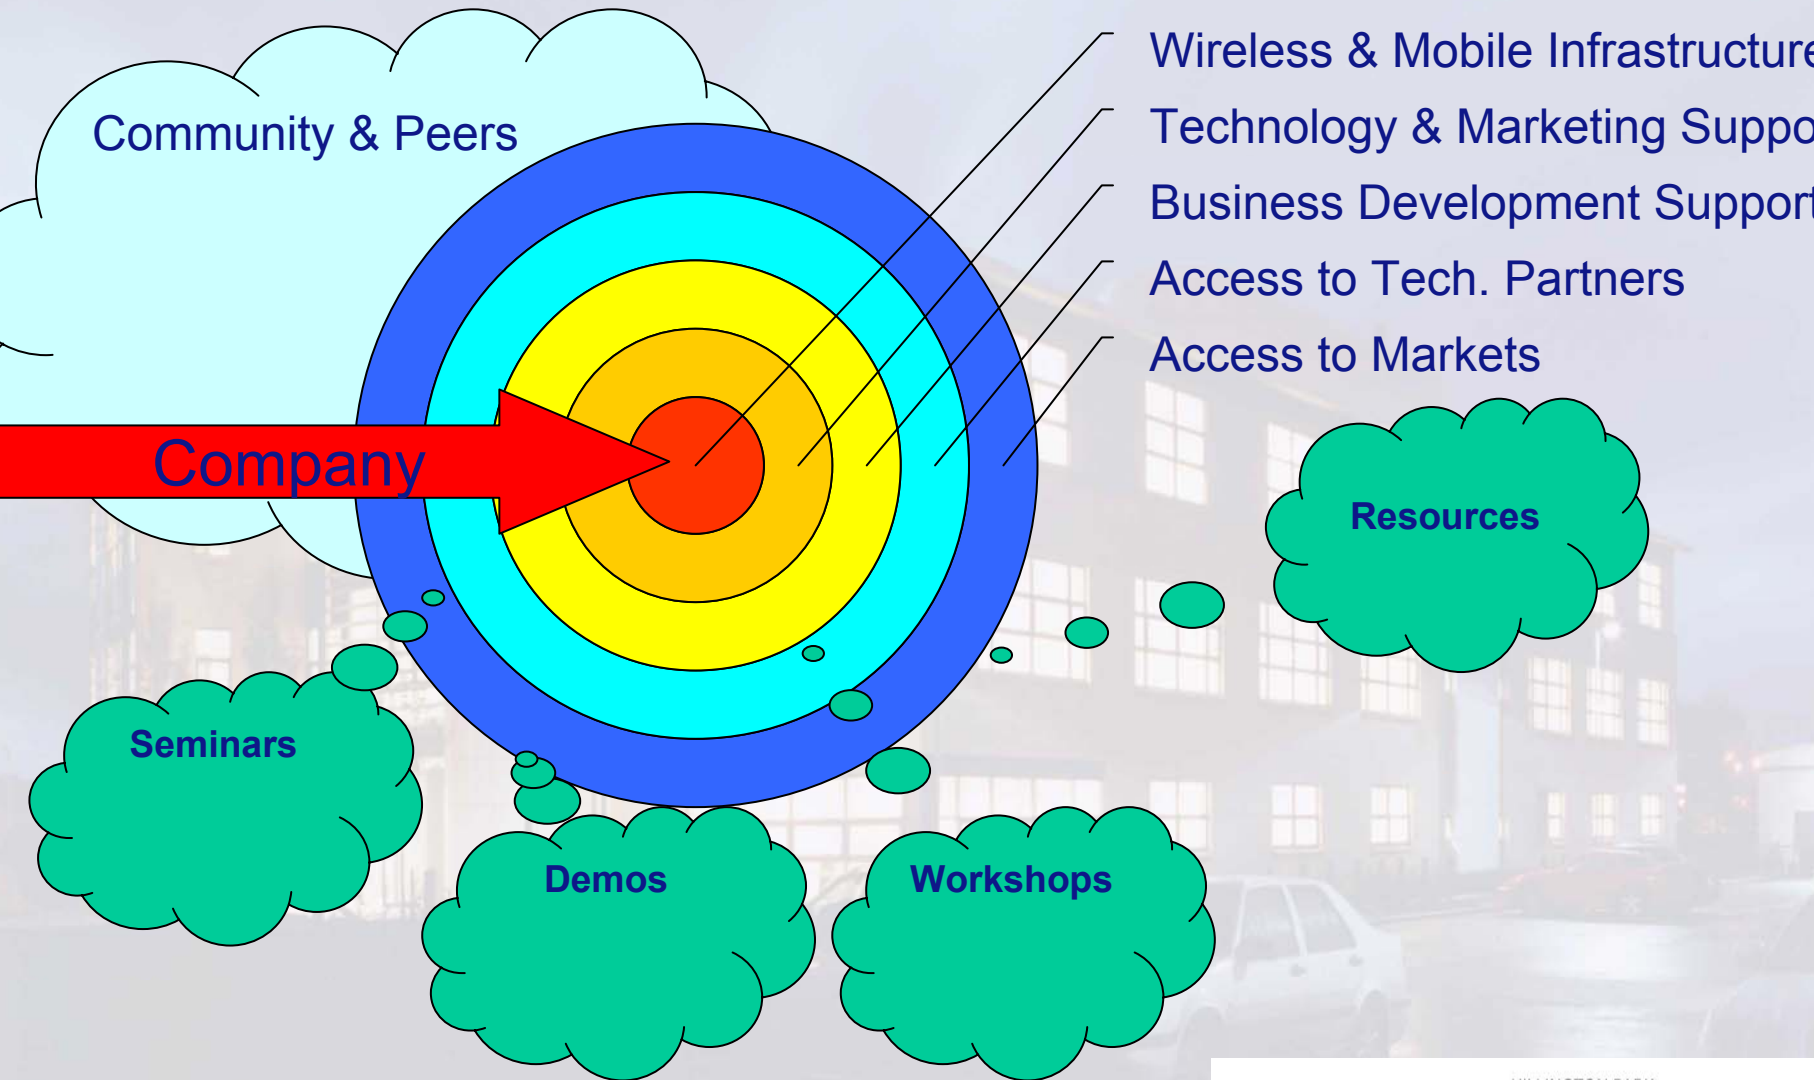 Wireless & Mobile Infrastructure
Community & Peers
Technology & Marketing Suppo
Business Development Support
Access to Tech. Partners
Access to Markets
Company
Resources
Seminars
Demos
Workshops